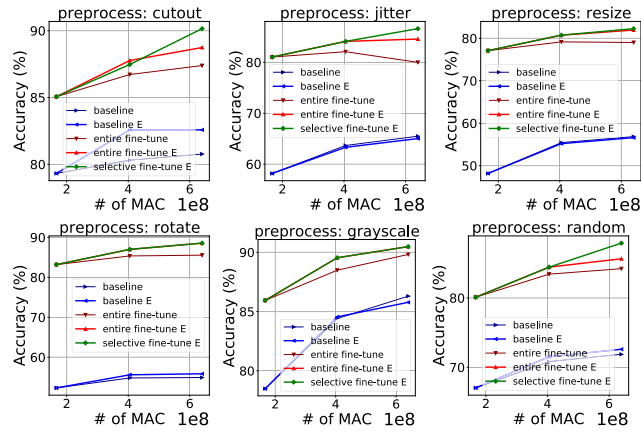 preprocess: cutout
Accuracy (%)
90
85
80
baseline
baseline E
entire fine-tune
entire fine-tune E
selective fine-tune E
2
4
6
# of MAC
1e8
preprocess: jitter
Accuracy (%)
80
70
60
baseline
baseline E
entire fine-tune
entire fine-tune E
selective fine-tune E
2
4
6
# of MAC
1e8
preprocess: resize
Accuracy (%)
80
70
60
50
baseline
baseline E
entire fine-tune
entire fine-tune E
selective fine-tune E
2
4
6
# of MAC
1e8
preprocess: rotate
Accuracy (%)
90
80
70
60
baseline
baseline E
entire fine-tune
entire fine-tune E
selective fine-tune E
2
4
6
# of MAC
1e8
preprocess: grayscale
Accuracy (%)
90
85
80
baseline
baseline E
entire fine-tune
entire fine-tune E
selective fine-tune E
2
4
6
# of MAC
1e8
preprocess: random
Accuracy (%)
80
70
baseline
baseline E
entire fine-tune
entire fine-tune E
selective fine-tune E
2
4
6
# of MAC
1e8